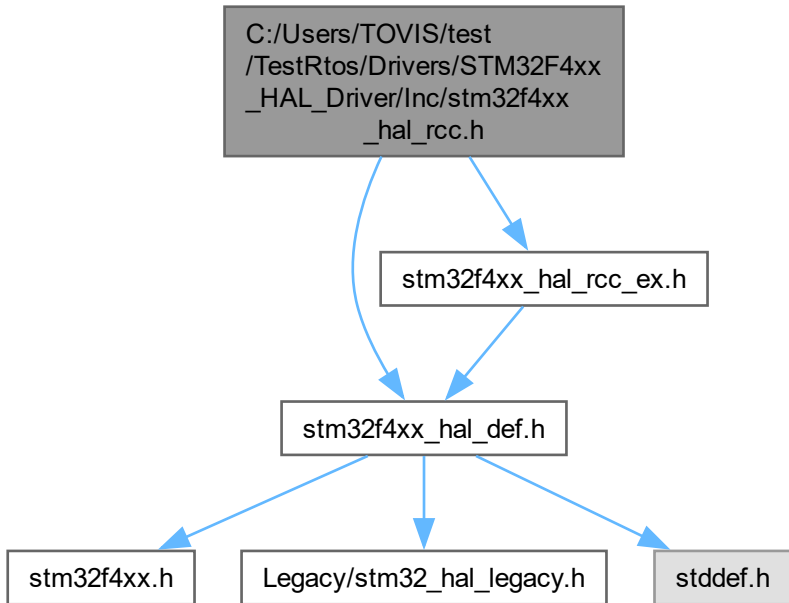 C:/Users/TOVIS/test
/TestRtos/Drivers/STM32F4xx
_HAL_Driver/Inc/stm32f4xx
_hal_rcc.h
stm32f4xx_hal_rcc_ex.h
stm32f4xx_hal_def.h
stm32f4xx.h
Legacy/stm32_hal_legacy.h
stddef.h